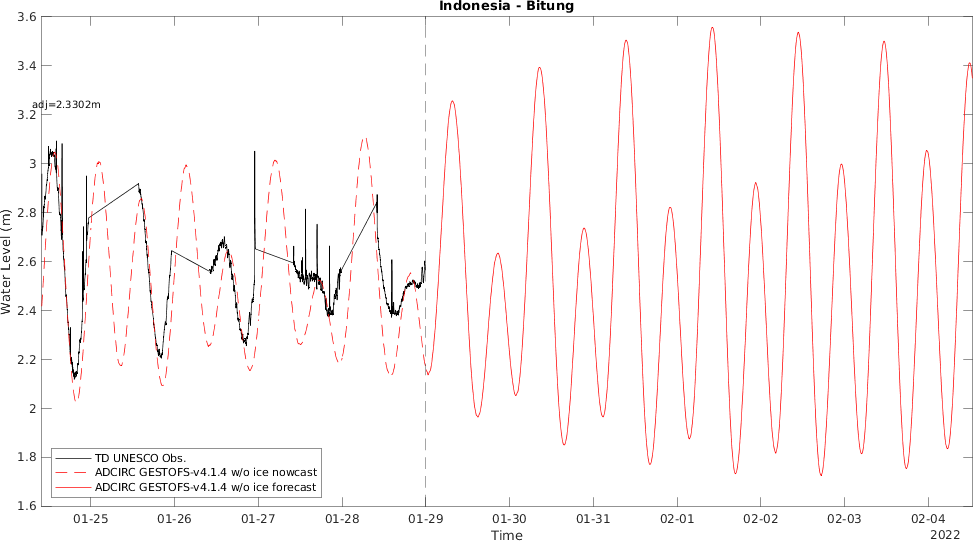 Indonesia - Bitung
3.6
3.4
adj=2.3302m
3.2
3
2.8
2.6
2.4
2.2
2
1.8
1.6
Water Level (m)
TD UNESCO Obs.
ADCIRC GESTOFS-v4.1.4 w/o ice nowcast
ADCIRC GESTOFS-v4.1.4 w/o ice forecast
01-25 01-26 01-27 01-28 01-29 01-30 01-31 02-01 02-02 02-03 02-04
Time
2022